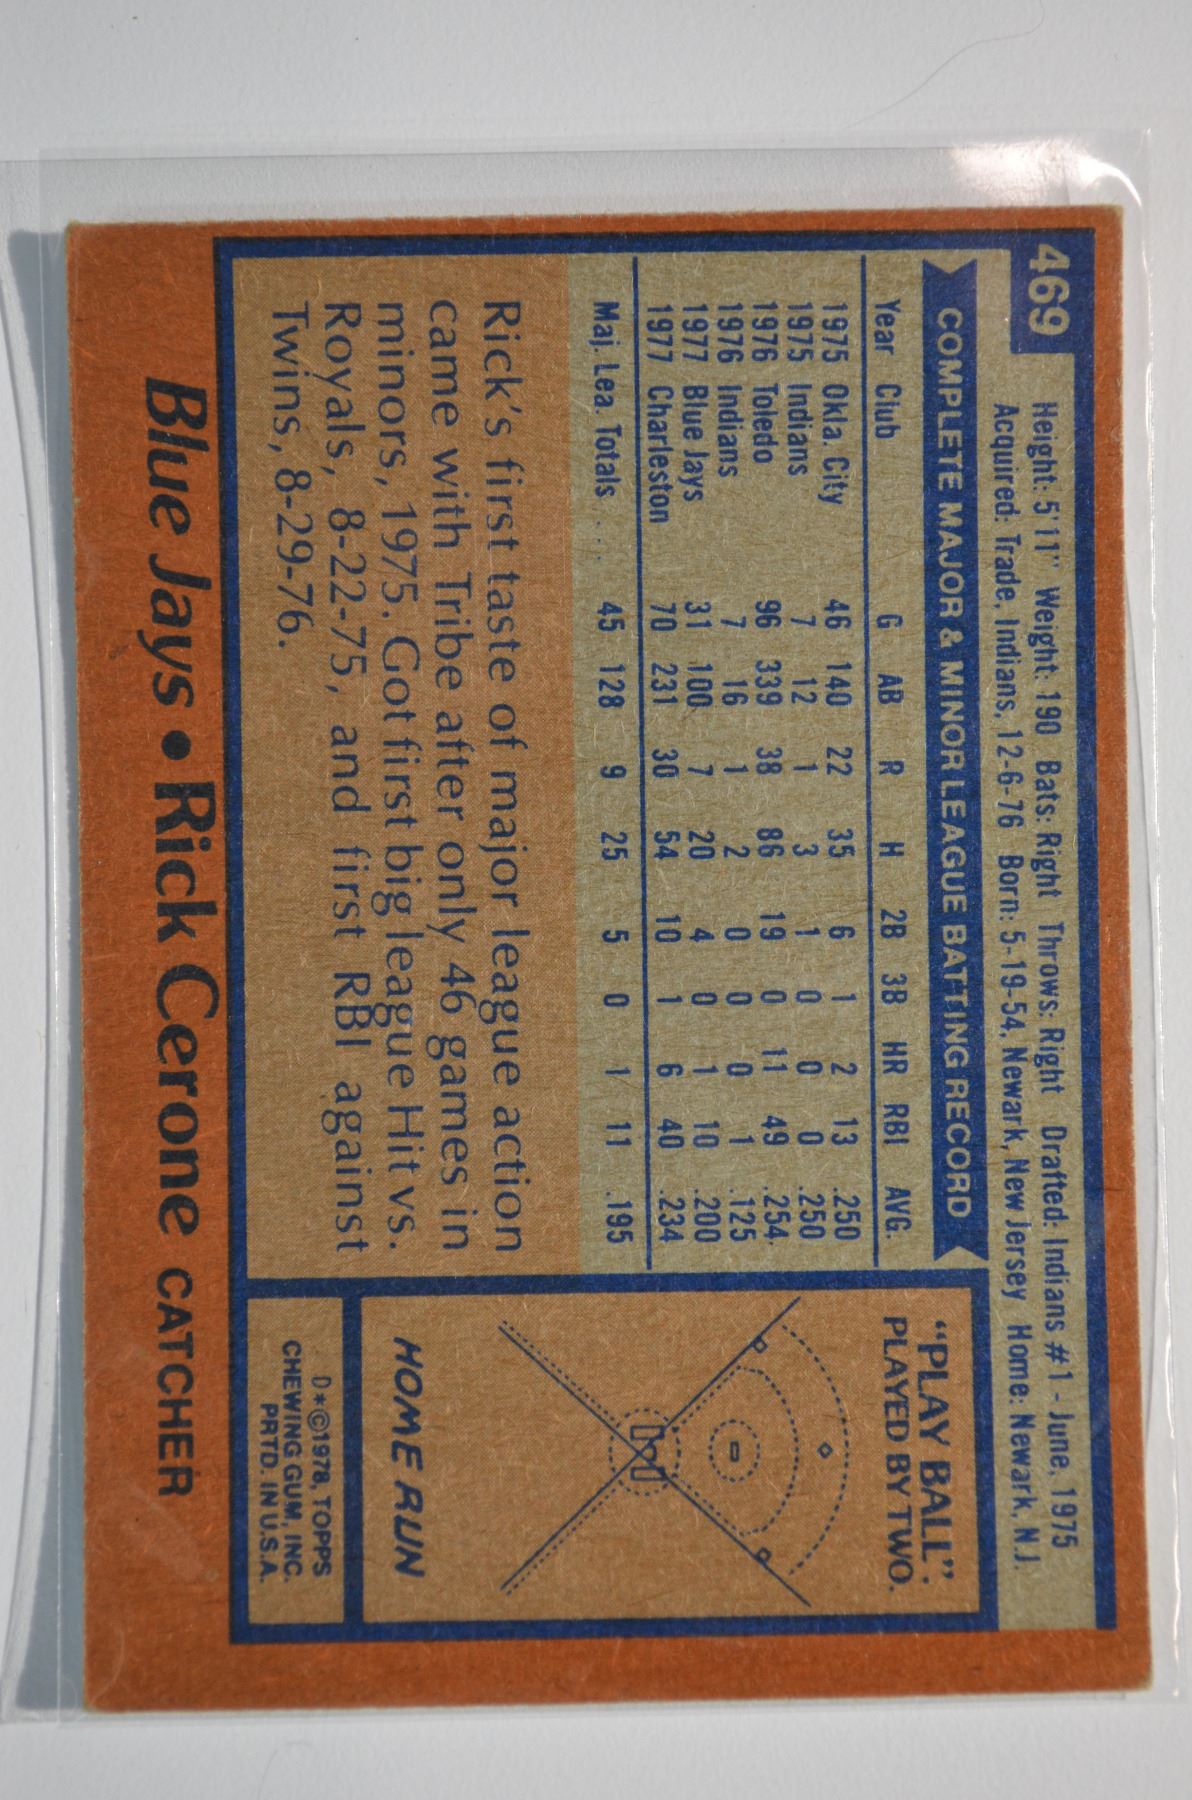 469
Height: 5'11" Weight: 190 Bats: Right Throws: Right Drafted: Indians #1 - June, 1975
Acquired: Trade, Indians, 12-6-76 Born: 5-19-54, Newark, New Jersey Home: Newark, N.J.
COMPLETE MAJOR & MINOR LEAGUE BATTING RECORD
Year Club G AB R H 2B 3B HR RBI AVG.
1975 Okla. City 46 140 22 35 6 1 2 13 .250
1975 Indians 7 12 1 3 1 0 0 0 .250
1976 Toledo 96 339 38 86 19 0 11 49 .254
1976 Indians 7 16 1 2 0 0 0 1 .125
1977 Blue Jays 31 100 7 20 4 0 1 10 .200
1977 Charleston 70 231 30 54 10 1 6 40 .234
Maj. Lea. Totals . . . 45 128 9 25 5 0 1 11 .195
Rick's first taste of major league action
came with Tribe after only 46 games in
minors, 1975. Got first big league Hit vs.
Royals, 8-22-75, and first RBI against
Twins, 8-29-76.
"PLAY BALL".
PLAYED BY TWO.
HOME RUN
D*©1978, TOPPS
CHEWING GUM, INC.
PRTD. IN U.S.A.
Blue Jays • Rick Cerone CATCHER